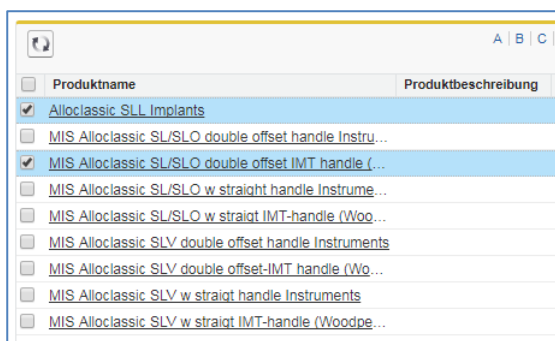 A | B | C |
Produktname Produktbeschreibung
Alloclassic SLL Implants
MIS Alloclassic SL/SLO double offset handle Instru...
MIS Alloclassic SL/SLO double offset IMT handle (...
MIS Alloclassic SL/SLO w straight handle Instrume...
MIS Alloclassic SL/SLO w straigt IMT-handle (Woo...
MIS Alloclassic SLV double offset handle Instruments
MIS Alloclassic SLV double offset-IMT handle (Wo...
MIS Alloclassic SLV w straigt handle Instruments
MIS Alloclassic SLV w straigt IMT-handle (Woodpe...